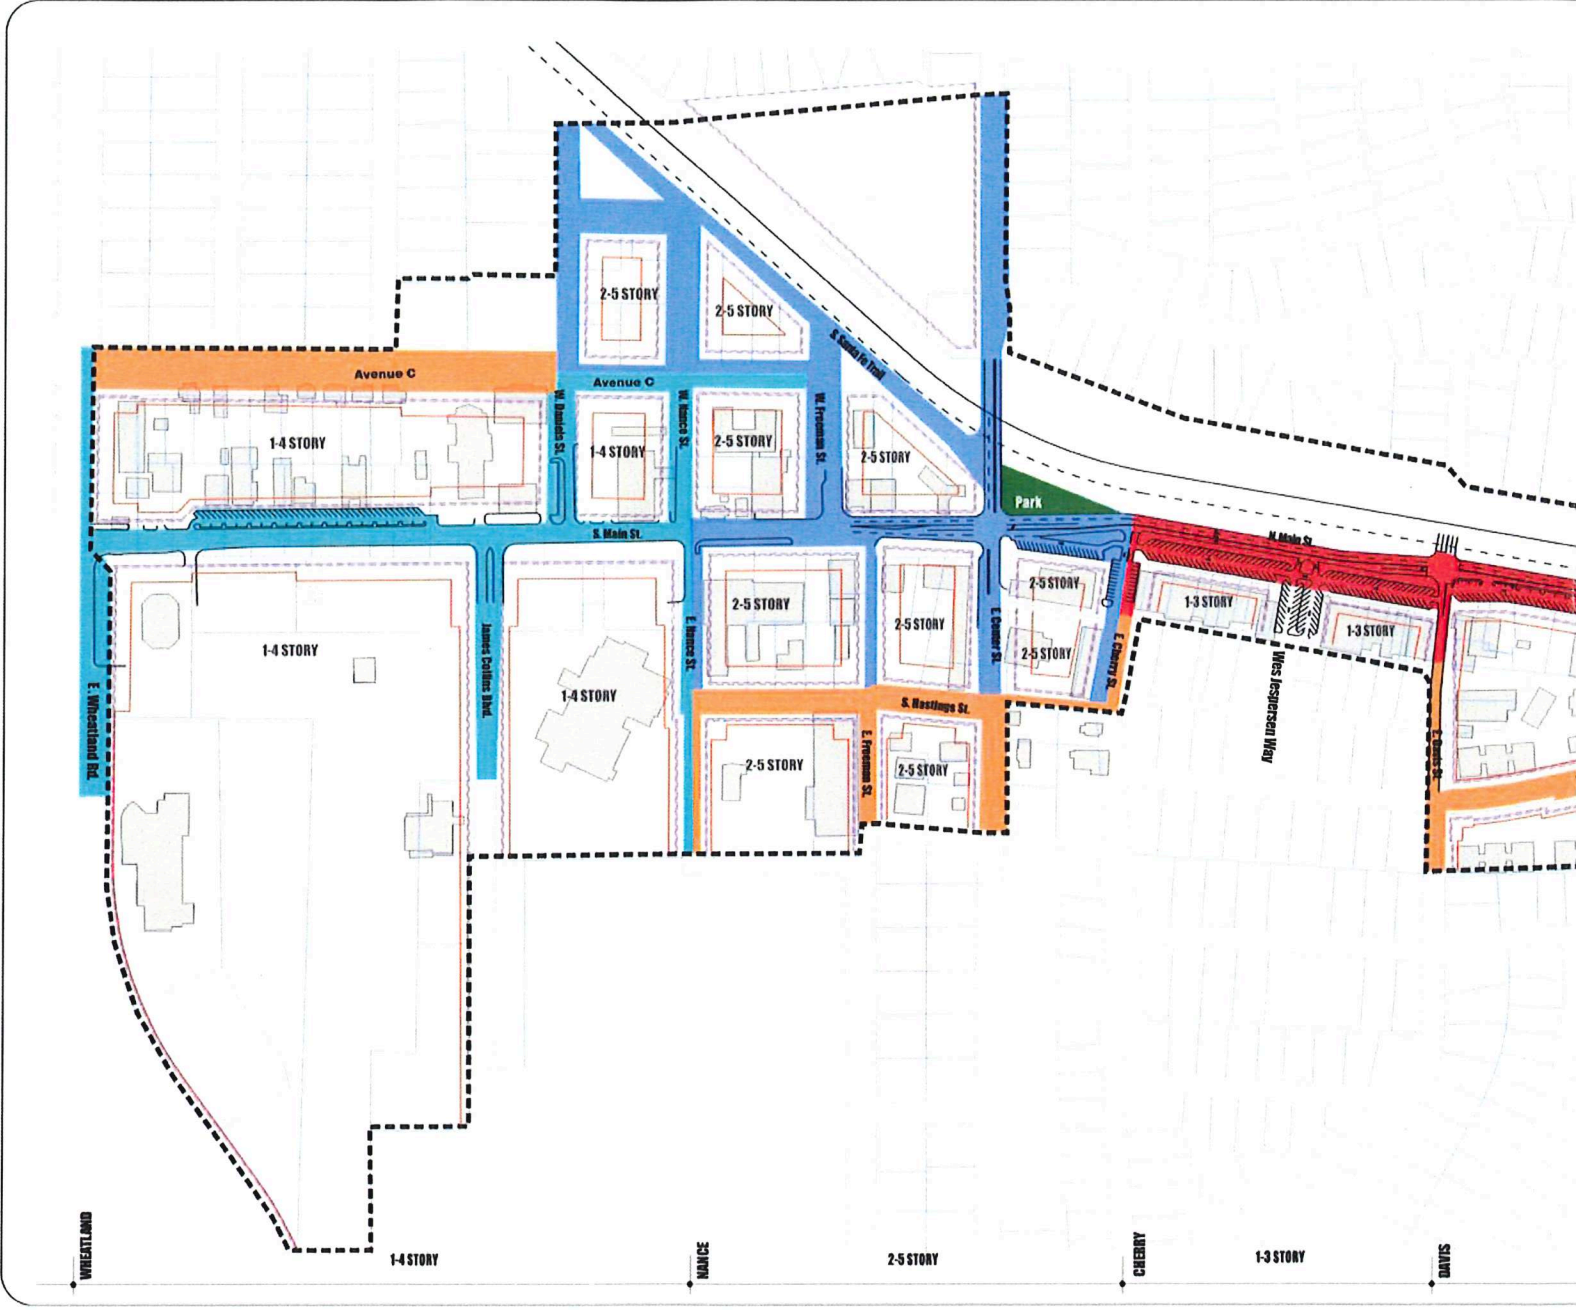 2-5 STORY
2-5 STORY
S. Santa Fe Trail
Avenue C
Avenue C
W. Daniels St.
W. Nance St.
W. Freeman St.
1-4 STORY
1-4 STORY
2-5 STORY
2-5 STORY
Park
S. Main St.
N. Main St.
E. Wheatland Rd.
1-4 STORY
James Collins Blvd.
1-4 STORY
E. Nance St.
2-5 STORY
2-5 STORY
E. Center St.
2-5 STORY
2-5 STORY
E. Cherry St.
1-3 STORY
1-3 STORY
Wes Jespersen Way
E. Davis St.
S. Hastings St.
2-5 STORY
E. Freeman St.
2-5 STORY
WHEATLAND
1-4 STORY
NANCE
2-5 STORY
CHERRY
1-3 STORY
DAVIS